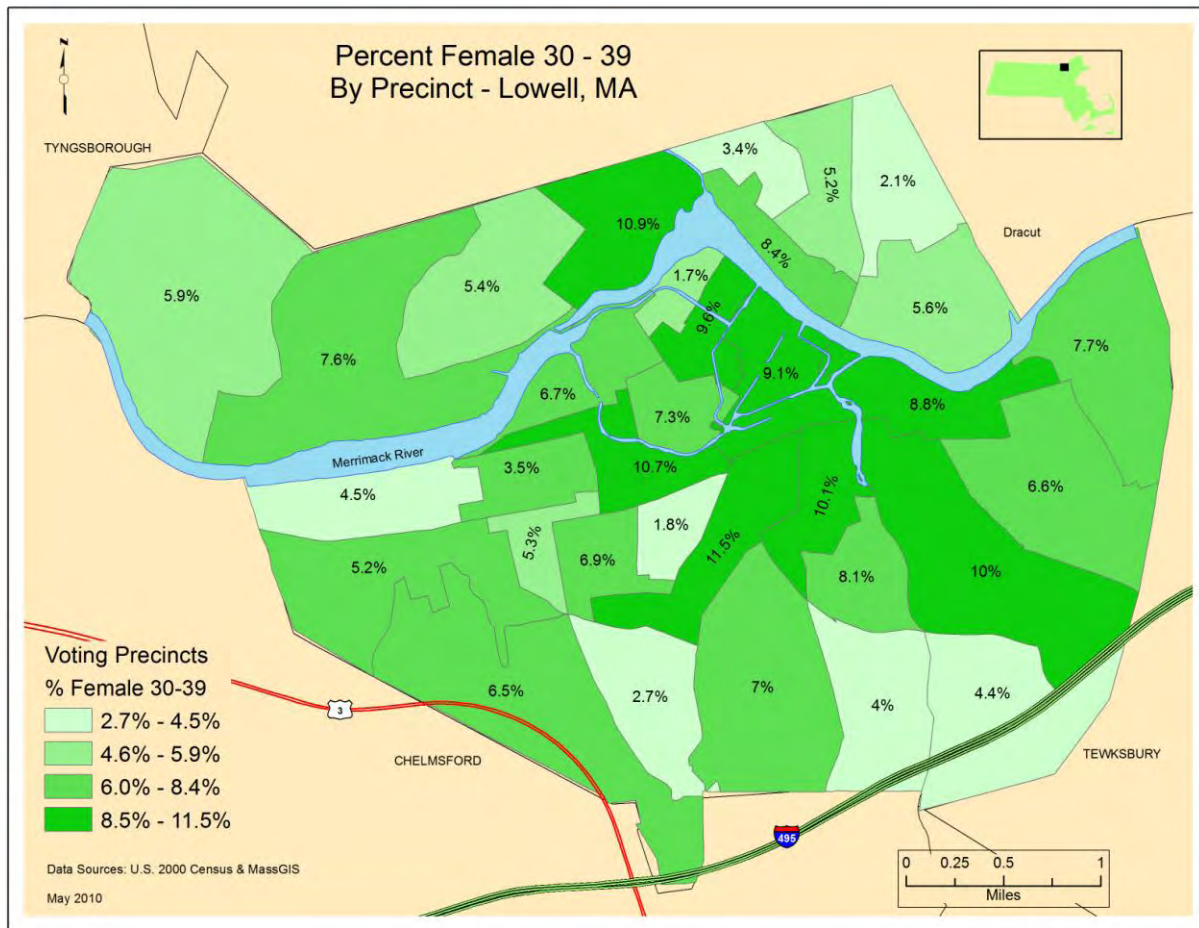 Percent Female 30 - 39
By Precinct - Lowell, MA
N
TYNGSBOROUGH
3.4%
5.2%
2.1%
10.9%
Dracut
8.4%
1.7%
5.4%
5.9%
5.6%
9.6%
7.6%
7.7%
9.1%
6.7%
8.8%
7.3%
Merrimack River
3.5%
10.7%
4.5%
6.6%
10.1%
1.8%
5.3%
11.5%
6.9%
5.2%
8.1%
10%
6.5%
2.7%
7%
4%
4.4%
3
CHELMSFORD
TEWKSBURY
495
Voting Precincts
% Female 30-39
2.7% - 4.5%
4.6% - 5.9%
6.0% - 8.4%
8.5% - 11.5%
Data Sources: U.S. 2000 Census & MassGIS
May 2010
0 0.25 0.5 1
Miles